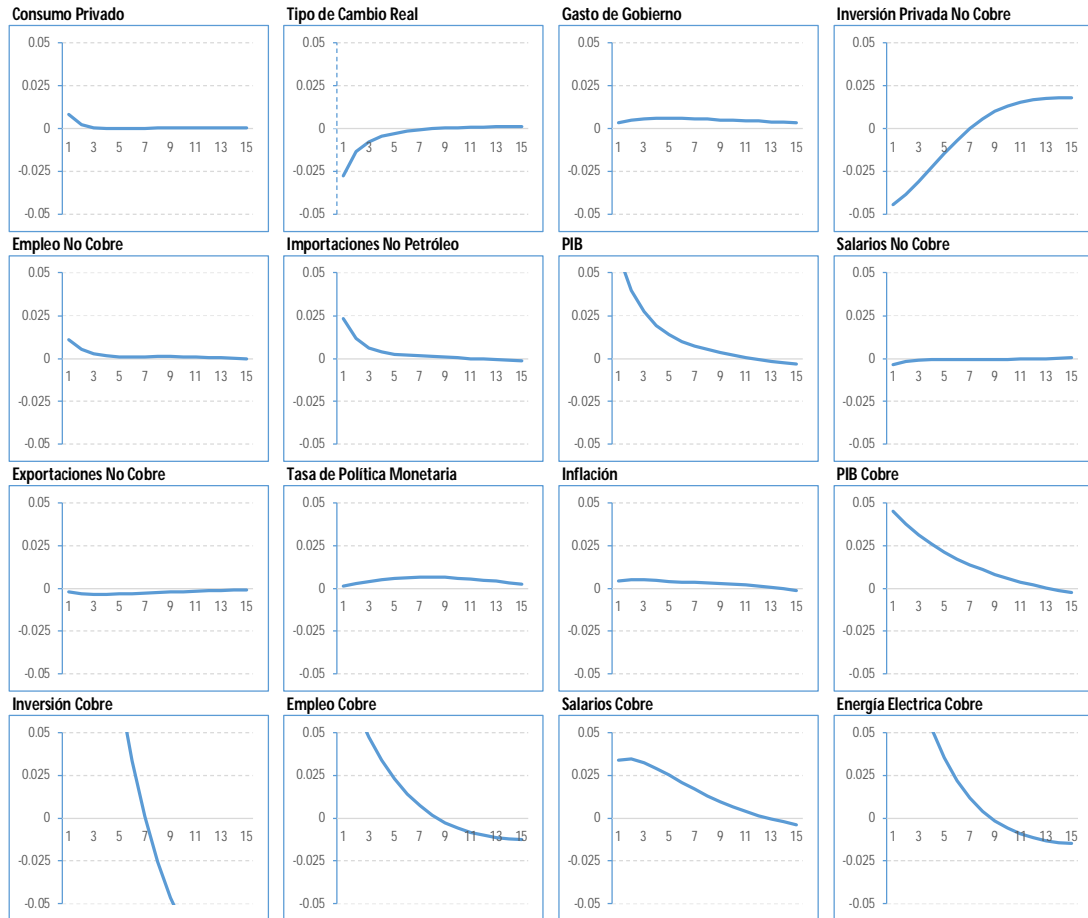 Consumo Privado
0.05
0.025
0
-0.025
-0.05
1 3 5 7 9 11 13 15
Tipo de Cambio Real
0.05
0.025
0
-0.025
-0.05
1 3 5 7 9 11 13 15
Gasto de Gobierno
0.05
0.025
0
-0.025
-0.05
1 3 5 7 9 11 13 15
Inversión Privada No Cobre
0.05
0.025
0
-0.025
-0.05
1 3 5 7 9 11 13 15
Empleo No Cobre
0.05
0.025
0
-0.025
-0.05
1 3 5 7 9 11 13 15
Importaciones No Petróleo
0.05
0.025
0
-0.025
-0.05
1 3 5 7 9 11 13 15
PIB
0.05
0.025
0
-0.025
-0.05
1 3 5 7 9 11 13 15
Salarios No Cobre
0.05
0.025
0
-0.025
-0.05
1 3 5 7 9 11 13 15
Exportaciones No Cobre
0.05
0.025
0
-0.025
-0.05
1 3 5 7 9 11 13 15
Tasa de Política Monetaria
0.05
0.025
0
-0.025
-0.05
1 3 5 7 9 11 13 15
Inflación
0.05
0.025
0
-0.025
-0.05
1 3 5 7 9 11 13 15
PIB Cobre
0.05
0.025
0
-0.025
-0.05
1 3 5 7 9 11 13 15
Inversión Cobre
0.05
0.025
0
-0.025
-0.05
1 3 5 7 9 11 13 15
Empleo Cobre
0.05
0.025
0
-0.025
-0.05
1 3 5 7 9 11 13 15
Salarios Cobre
0.05
0.025
0
-0.025
-0.05
1 3 5 7 9 11 13 15
Energía Electrica Cobre
0.05
0.025
0
-0.025
-0.05
1 3 5 7 9 11 13 15